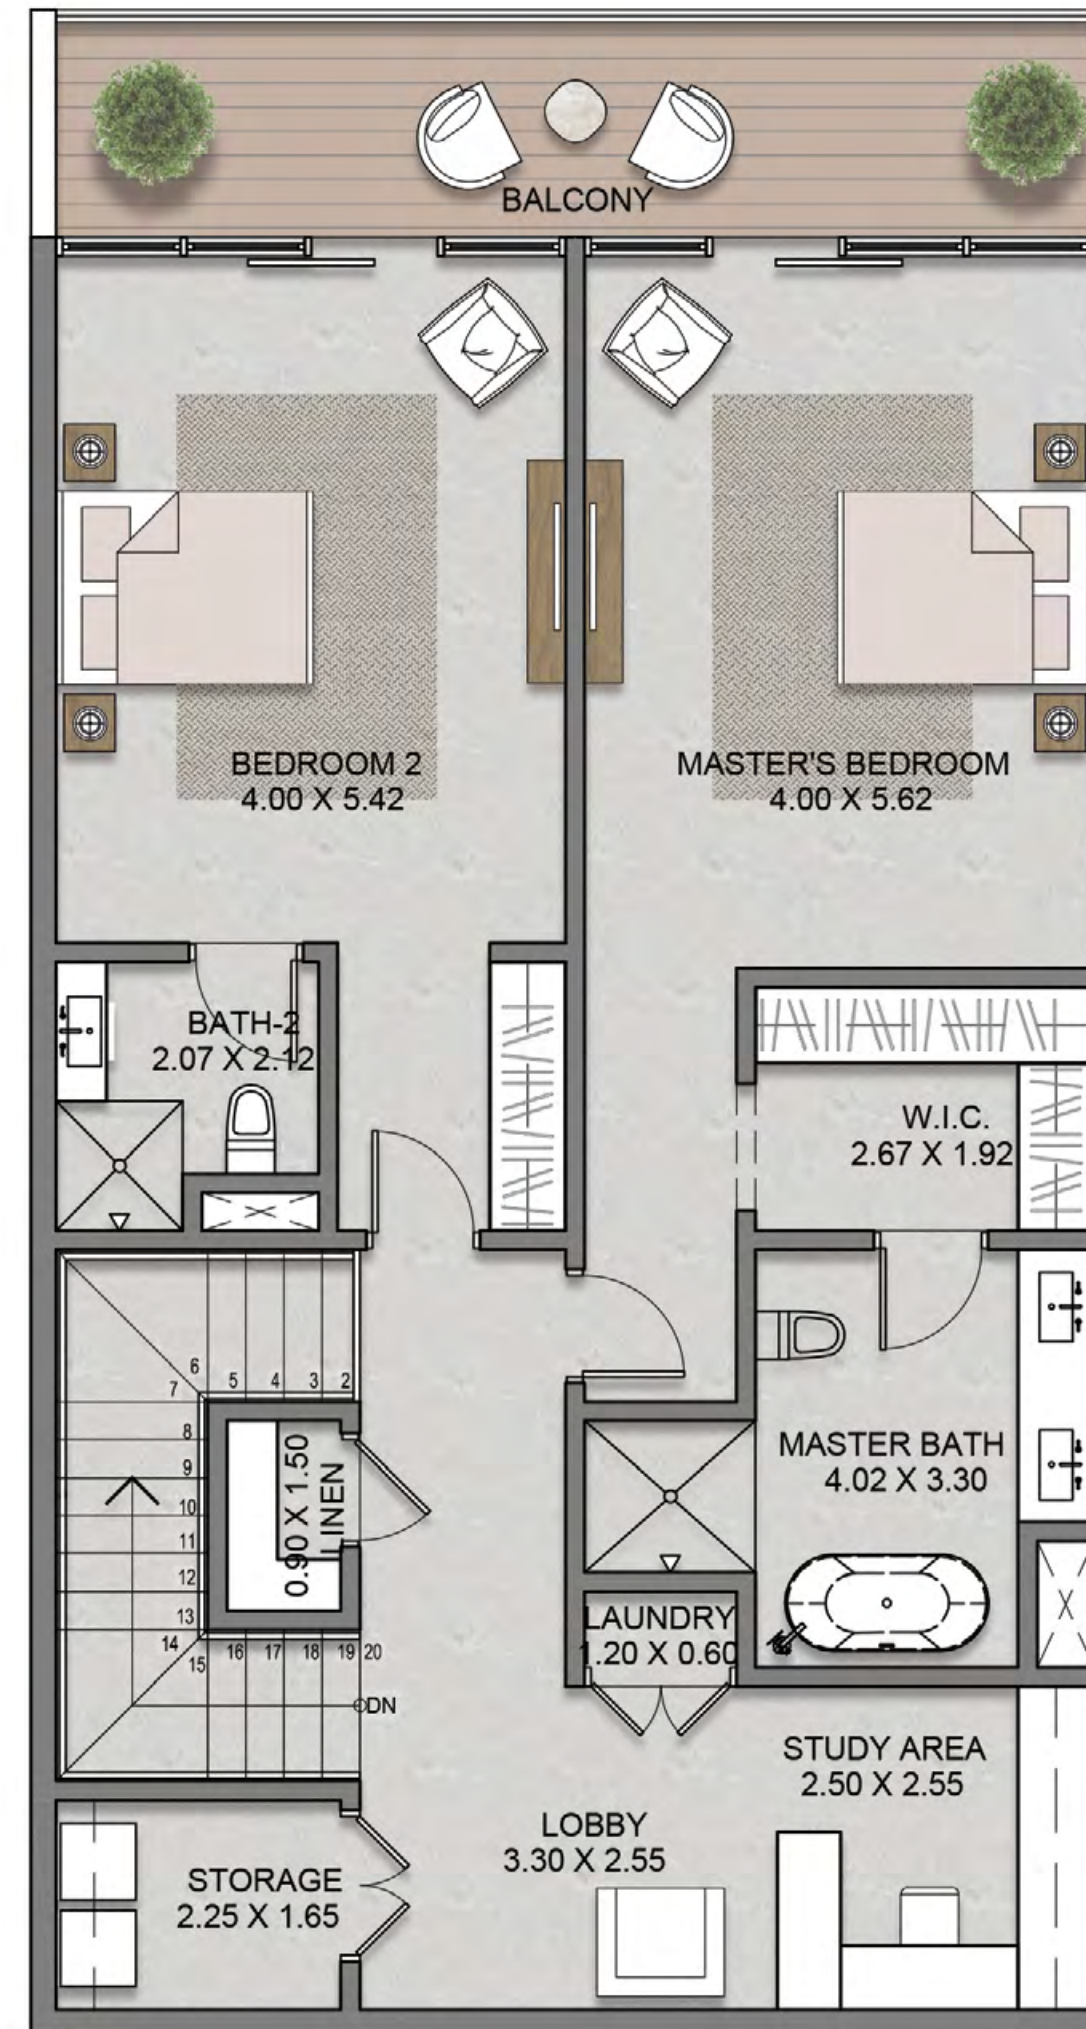 BALCONY
BEDROOM 2
4.00 X 5.42
MASTER'S BEDROOM
4.00 X 5.62
BATH-2
2.07 X 2.12
W.I.C.
2.67 X 1.92
6
5
4
3
2
7
8
9
10
11
12
13
14
15
16
17
18
19
20
DN
0.90 X 1.50
LINEN
MASTER BATH
4.02 X 3.30
LAUNDRY
1.20 X 0.60
STUDY AREA
2.50 X 2.55
LOBBY
3.30 X 2.55
STORAGE
2.25 X 1.65